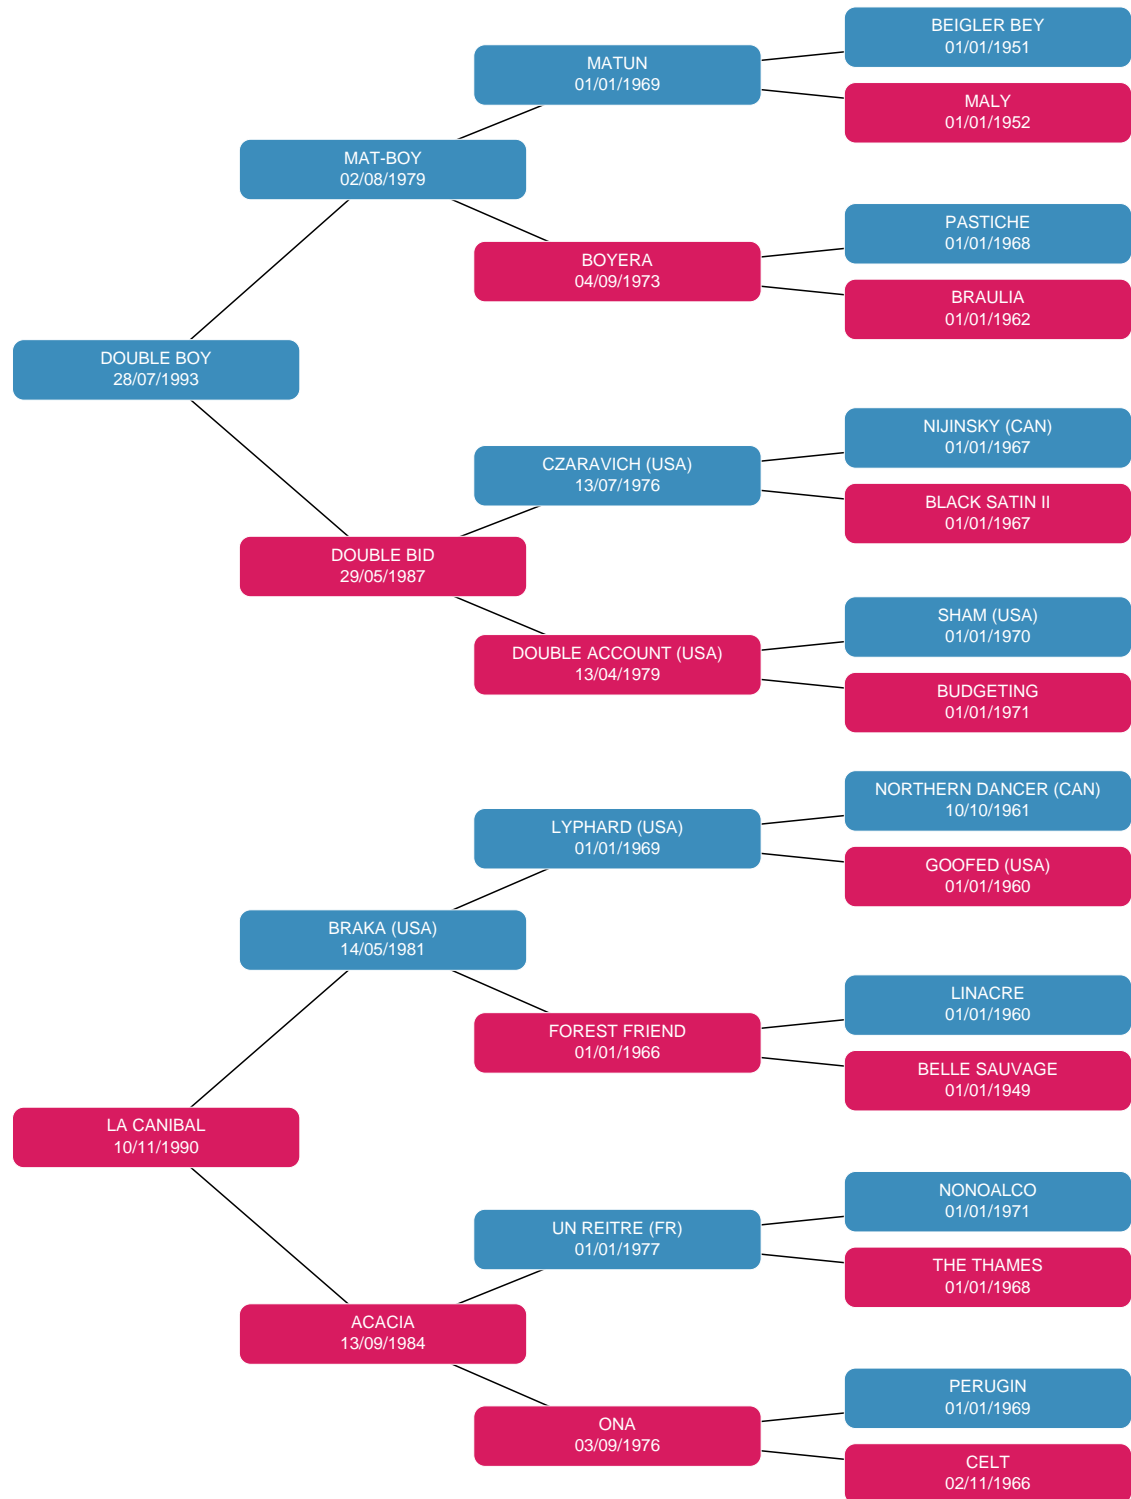 BEIGLER BEY
01/01/1951
MATUN
01/01/1969
MALY
01/01/1952
MAT-BOY
02/08/1979
PASTICHE
01/01/1968
BOYERA
04/09/1973
BRAULIA
01/01/1962
DOUBLE BOY
28/07/1993
NIJINSKY (CAN)
01/01/1967
CZARAVICH (USA)
13/07/1976
BLACK SATIN II
01/01/1967
DOUBLE BID
29/05/1987
SHAM (USA)
01/01/1970
DOUBLE ACCOUNT (USA)
13/04/1979
BUDGETING
01/01/1971
NORTHERN DANCER (CAN)
10/10/1961
LYPHARD (USA)
01/01/1969
GOOFED (USA)
01/01/1960
BRAKA (USA)
14/05/1981
LINACRE
01/01/1960
FOREST FRIEND
01/01/1966
BELLE SAUVAGE
01/01/1949
LA CANIBAL
10/11/1990
NONOALCO
01/01/1971
UN REITRE (FR)
01/01/1977
THE THAMES
01/01/1968
ACACIA
13/09/1984
PERUGIN
01/01/1969
ONA
03/09/1976
CELT
02/11/1966